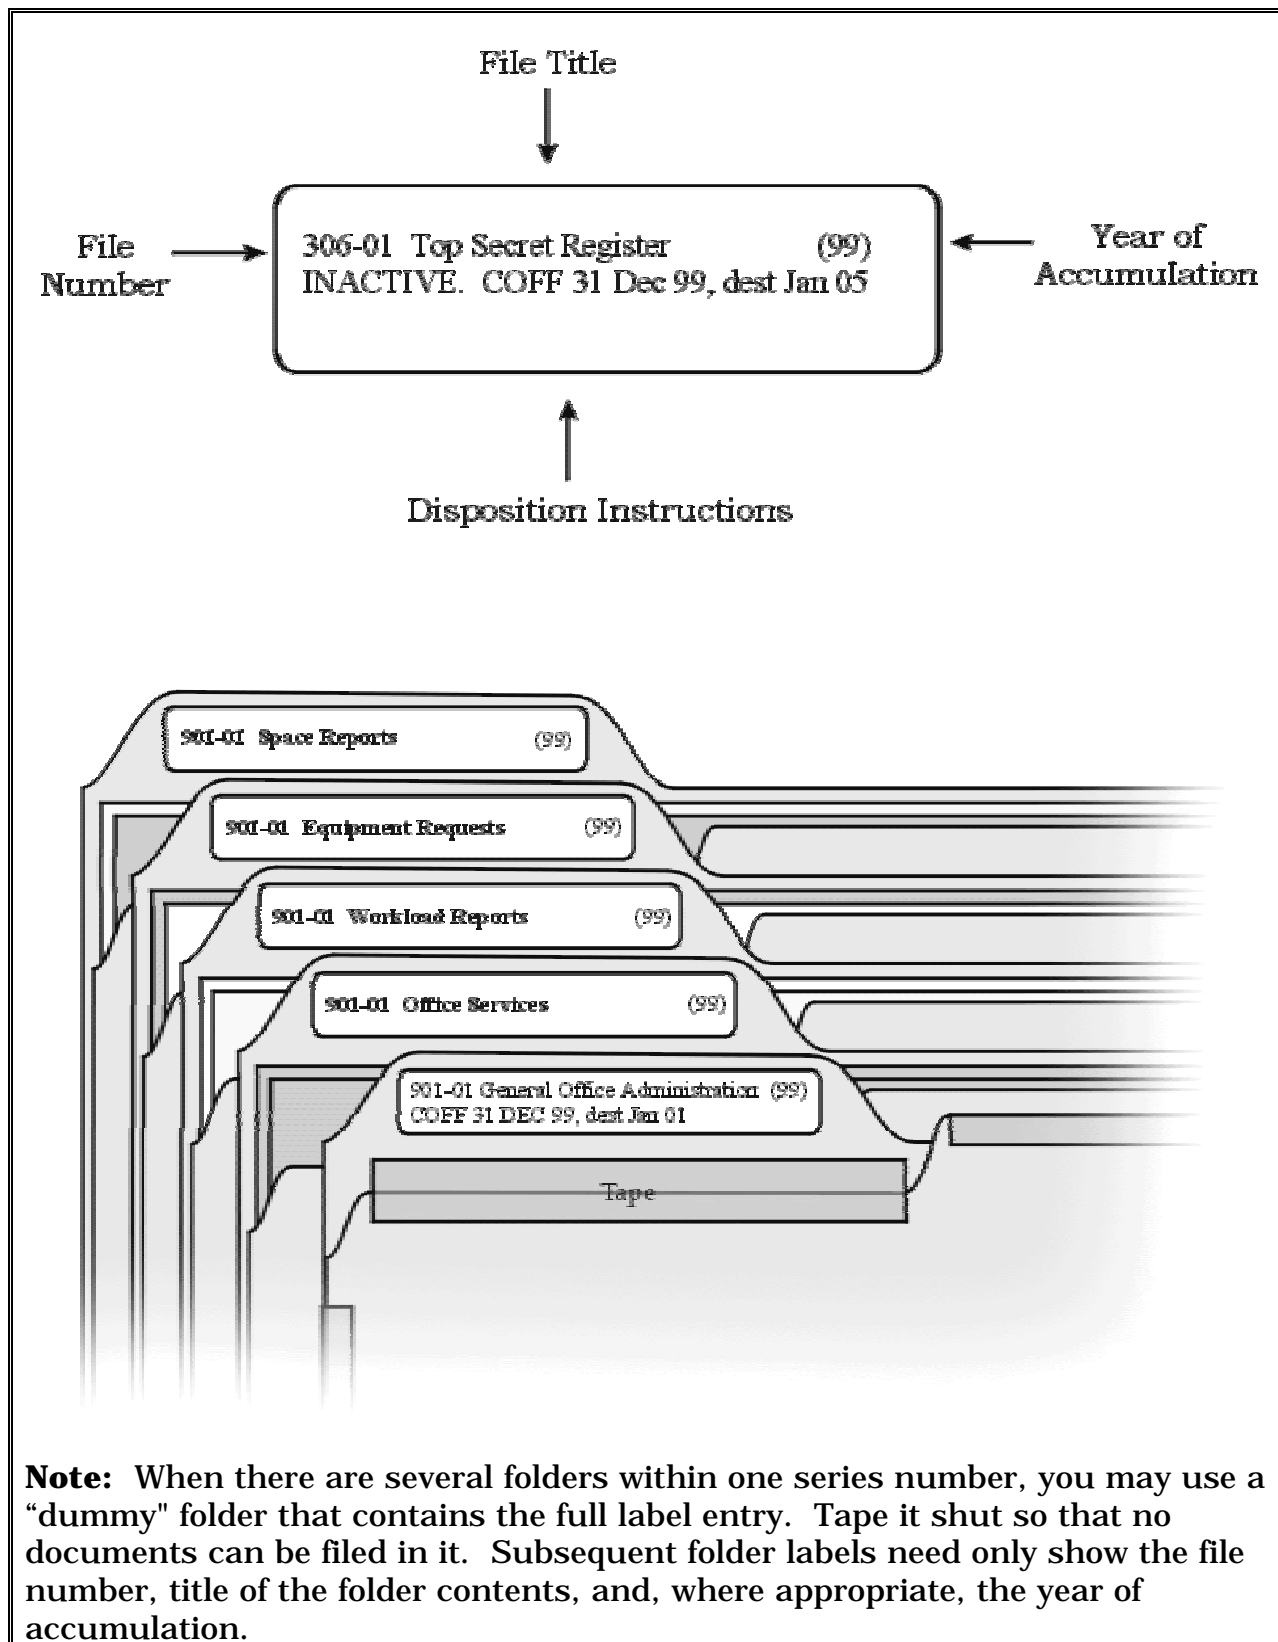 File Title
File
Number
306-01 Top Secret Register (99)
INACTIVE. COFF 31 Dec 99, dest Jan 05
Year of
Accumulation
Disposition Instructions
901-01 Space Reports (99)
901-01 Equipment Requests (99)
901-01 Workload Reports (99)
901-01 Office Services (99)
901-01 General Office Administration (99)
COFF 31 DEC 99, dest Jan 01
Tape
Note: When there are several folders within one series number, you may use a
“dummy" folder that contains the full label entry. Tape it shut so that no
documents can be filed in it. Subsequent folder labels need only show the file
number, title of the folder contents, and, where appropriate, the year of
accumulation.